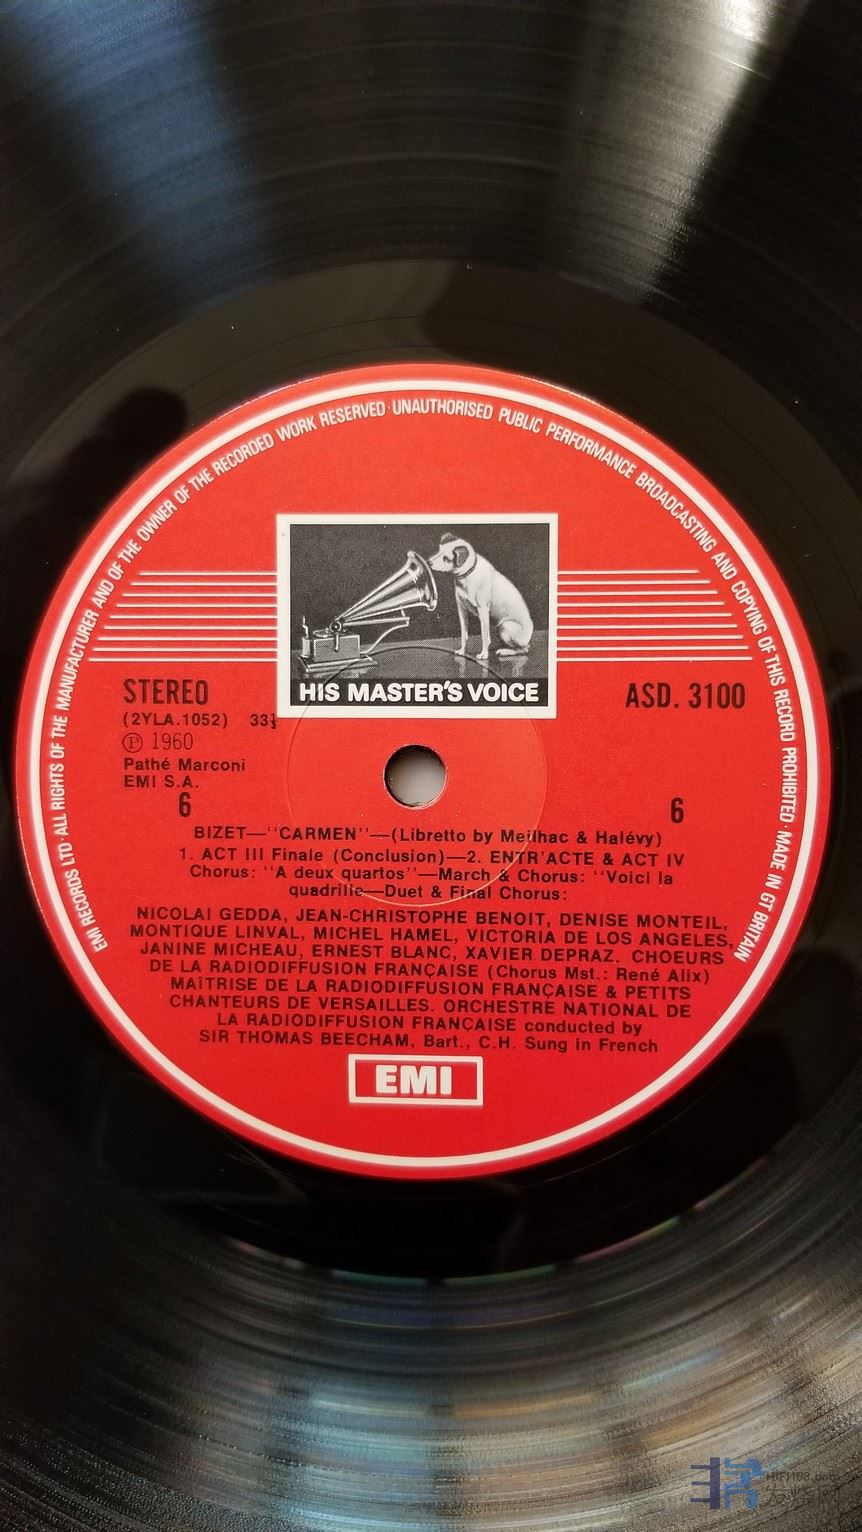 EMI RECORDS LTD · ALL RIGHTS OF THE MANUFACTURER AND OF THE OWNER OF THE RECORDED WORK RESERVED · UNAUTHORISED PUBLIC PERFORMANCE BROADCASTING AND COPYING OF THIS RECORD PROHIBITED · MADE IN GT BRITAIN
HIS MASTER'S VOICE
STEREO
ASD. 3100
(2YLA.1052) 33⅓
Ⓟ 1960
Pathé Marconi
EMI S.A.
6
6
BIZET—"CARMEN"—(Libretto by Meilhac & Halévy)
1. ACT III Finale (Conclusion)—2. ENTR'ACTE & ACT IV
Chorus: "A deux quartos"—March & Chorus: "Voici la
quadrille—Duet & Final Chorus:
NICOLAI GEDDA, JEAN-CHRISTOPHE BENOIT, DENISE MONTEIL,
MONTIQUE LINVAL, MICHEL HAMEL, VICTORIA DE LOS ANGELES,
JANINE MICHEAU, ERNEST BLANC, XAVIER DEPRAZ. CHOEURS
DE LA RADIODIFFUSION FRANÇAISE (Chorus Mst.: René Alix)
MAÎTRISE DE LA RADIODIFFUSION FRANÇAISE & PETITS
CHANTEURS DE VERSAILLES. ORCHESTRE NATIONAL DE
LA RADIODIFFUSION FRANÇAISE conducted by
SIR THOMAS BEECHAM, Bart., C.H. Sung in French
EMI
HIFI168.com
发烧网